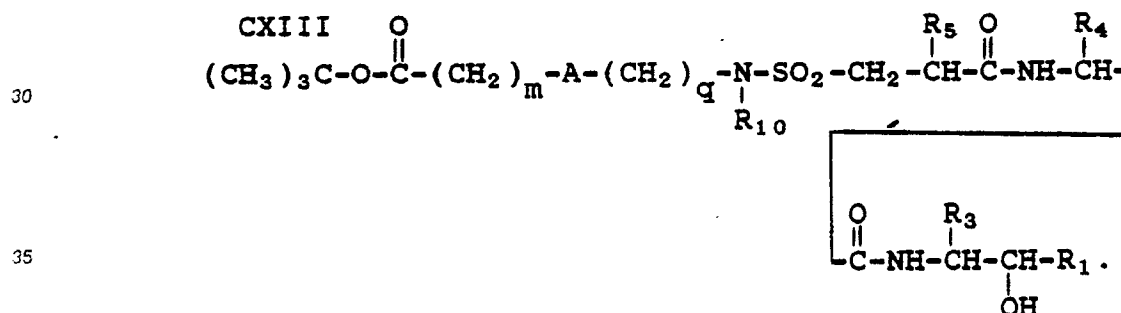 CXIII O R₅ O R₄
(CH₃)₃C-O-C-(CH₂)m-A-(CH₂)q-N-SO₂-CH₂-CH-C-NH-CH-
30
R₁₀
O R₃
35 -C-NH-CH-CH-R₁.
OH